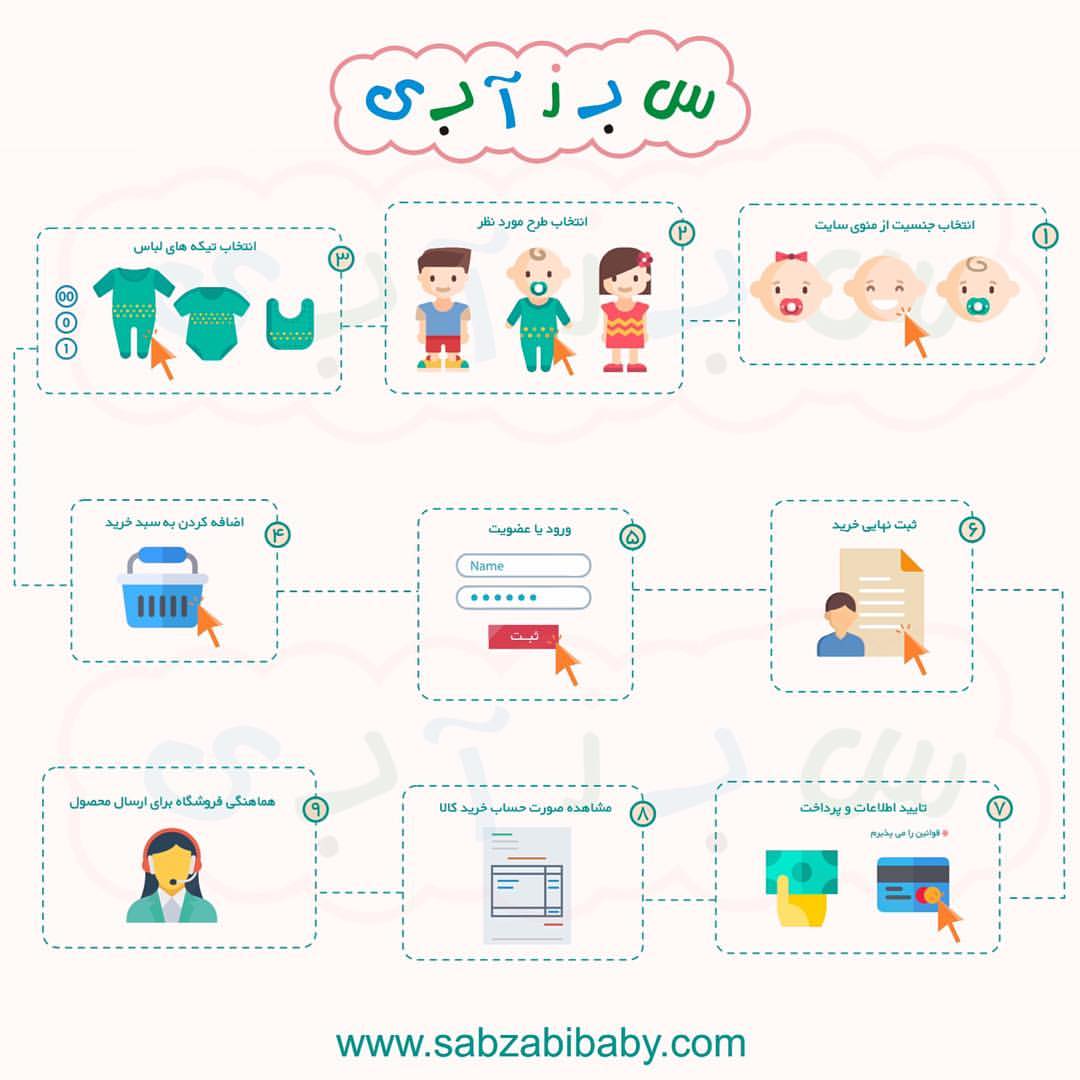 س ب ز آ ب ی
۱
انتخاب جنسیت از منوی سایت
۲
انتخاب طرح مورد نظر
۳
انتخاب تیکه های لباس
00
0
1
۴
اضافه کردن به سبد خرید
۵
ورود یا عضویت
Name
ثبت
۶
ثبت نهایی خرید
۷
تایید اطلاعات و پرداخت
قوانین را می پذیرم
۸
مشاهده صورت حساب خرید کالا
۹
هماهنگی فروشگاه برای ارسال محصول
www.sabzabibaby.com